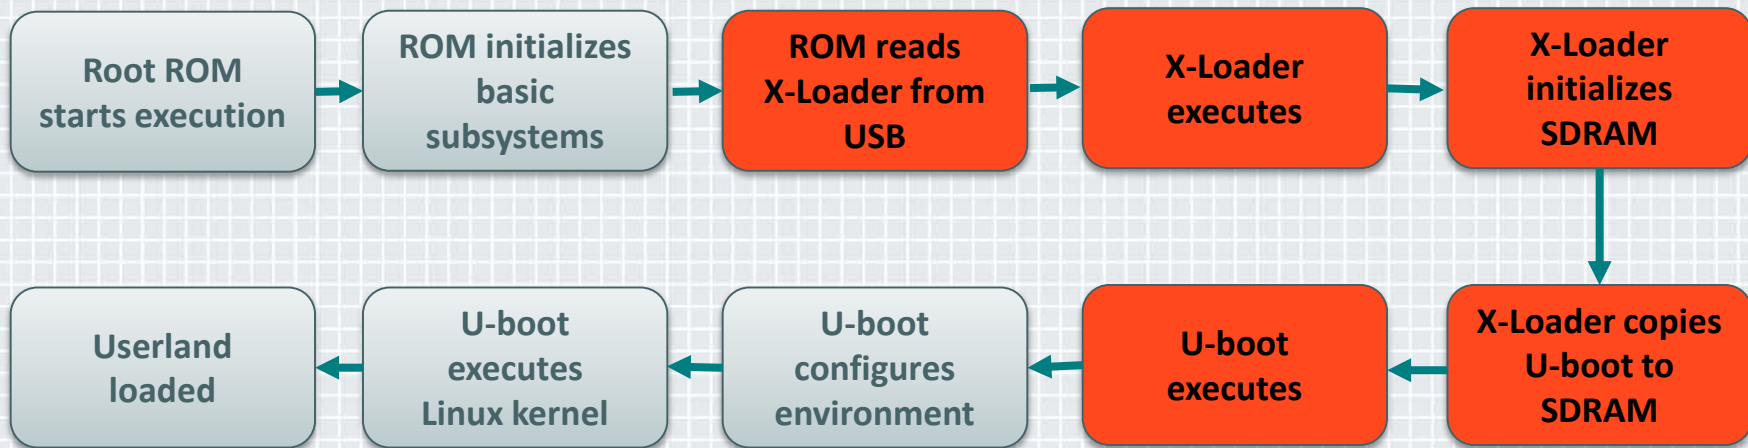 Root ROM
starts execution
ROM initializes
basic
subsystems
ROM reads
X-Loader from
USB
X-Loader
executes
X-Loader
initializes
SDRAM
X-Loader copies
U-boot to
SDRAM
U-boot
executes
U-boot
configures
environment
U-boot
executes
Linux kernel
Userland
loaded